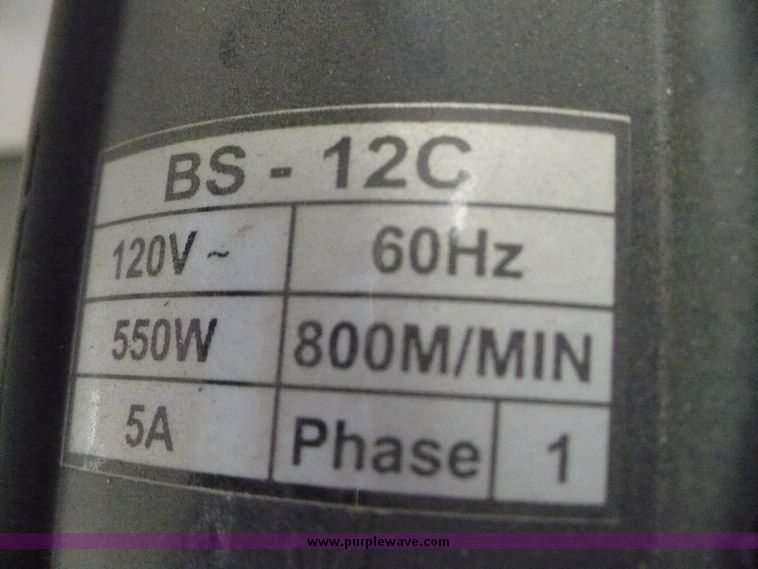 BS - 12C
120V ~ 60Hz
550W 800M/MIN
5A Phase 1
www.purplewave.com